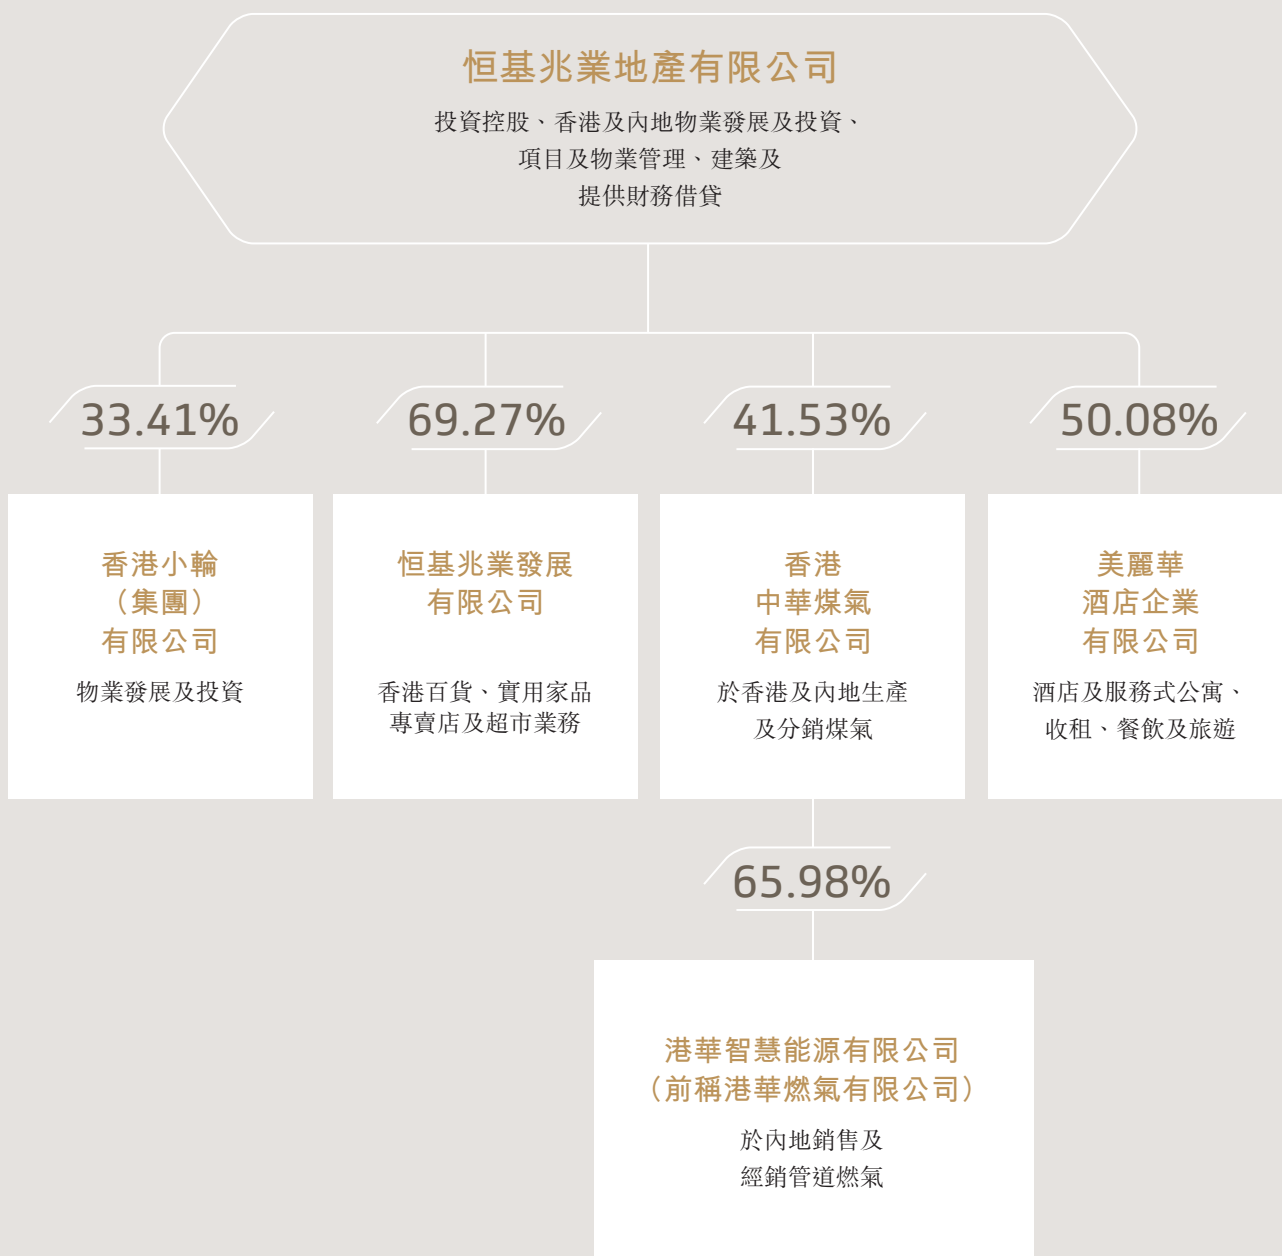 恒基兆業地產有限公司
投資控股、香港及內地物業發展及投資、
項目及物業管理、建築及
提供財務借貸
33.41%
69.27%
41.53%
50.08%
香港小輪
（集團）
有限公司
物業發展及投資
恒基兆業發展
有限公司
香港百貨、實用家品
專賣店及超市業務
香港
中華煤氣
有限公司
於香港及內地生產
及分銷煤氣
美麗華
酒店企業
有限公司
酒店及服務式公寓、
收租、餐飲及旅遊
65.98%
港華智慧能源有限公司
（前稱港華燃氣有限公司）
於內地銷售及
經銷管道燃氣